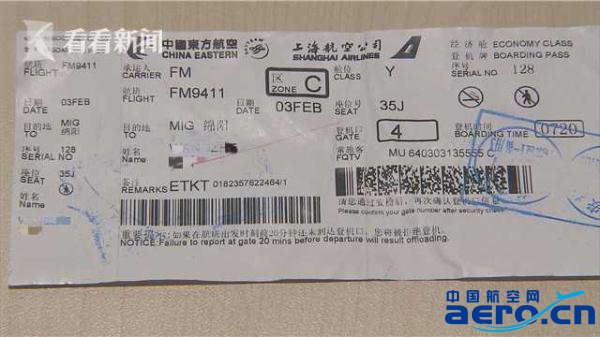 看看新闻
中國東方航空
CHINA EASTERN
上海航空公司
SHANGHAI AIRLINES
经济舱 ECONOMY CLASS
登机牌 BOARDING PASS
航班
FLIGHT FM9411
日期
DATE 03FEB
目的地
TO MIG
绵阳
序号
SERIAL NO 128
座位
SEAT 35J
姓名
Name
承运人
CARRIER FM
航班
FLIGHT FM9411
区
ZONE C
日期
DATE 03FEB
目的地
TO MIG 绵阳
姓名
Name
备注
REMARKS ETKT 0182357622464/1
舱位
CLASS Y
座位号
SEAT 35J
登机口
GATE 4
常旅客
FQTV MU 640303135555 C
序号
SERIAL NO 128
登机时间
BOARDING TIME 0720
您通过安检后，再次确认登机口信息
Please confirm your gate number after security check
重要提示:如果在航班出发时刻前20分钟还未到达登机口，您将被拒绝登机。
NOTICE:Failure to report at gate 20 mins before departure will result offloading.
中国航空网
aero.cn